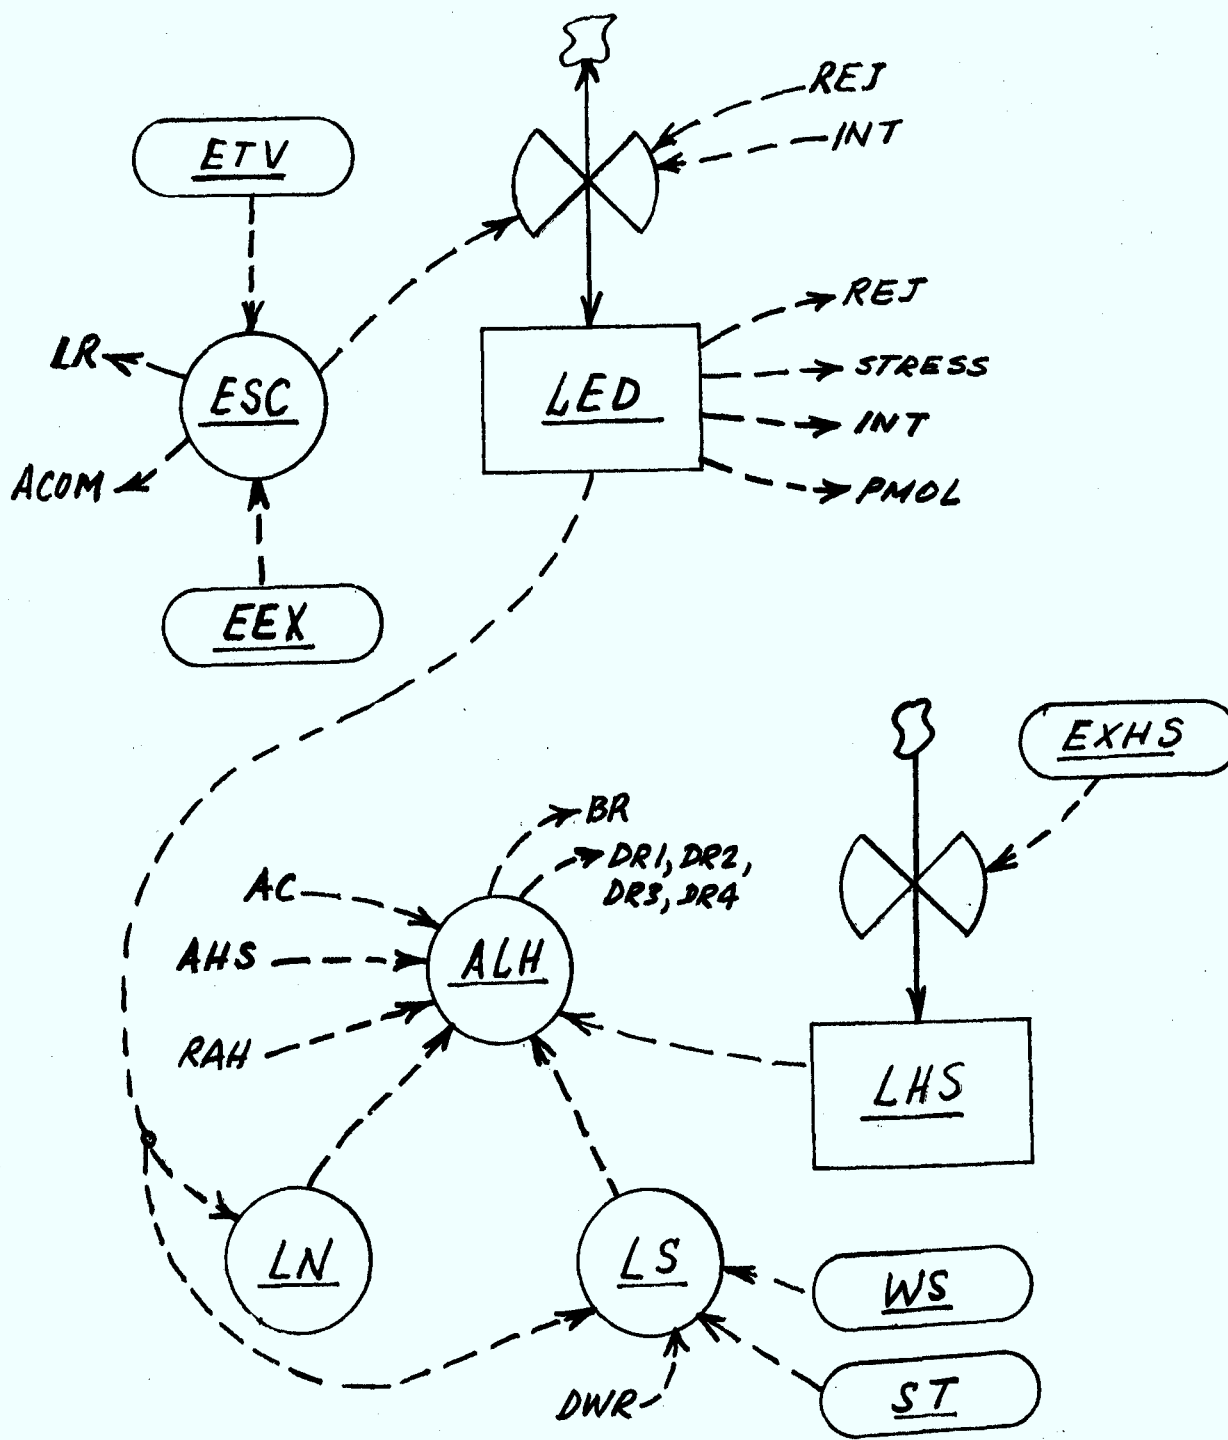 REJ
INT
ETV
REJ
LR
STRESS
ESC
LED
INT
ACOM
PMOL
EEX
EXHS
BR
DR1, DR2,
DR3, DR4
AC
AHS
ALH
RAH
LHS
LN
LS
WS
ST
DWR